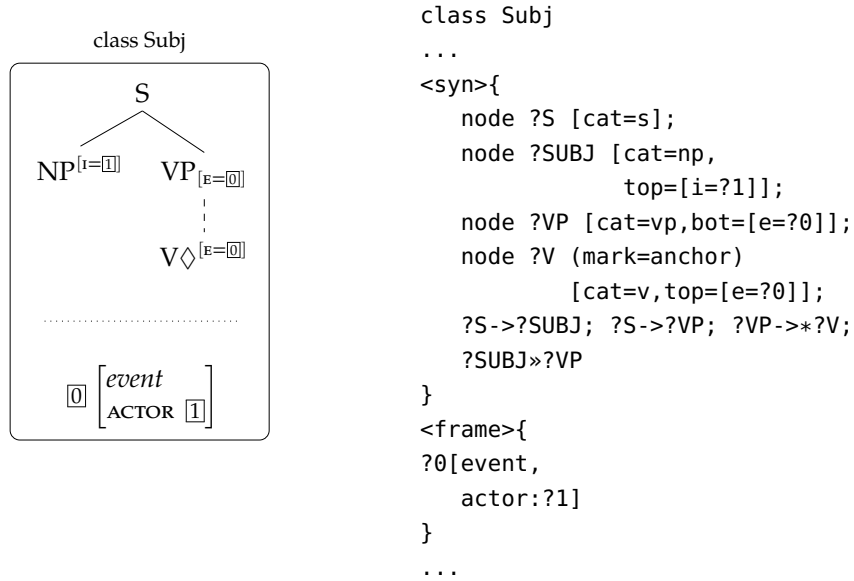 class Subj
S
NP[I=1] VP[E=0]
V◊[E=0]
0 [event
ACTOR 1]
class Subj
...
<syn>{
node ?S [cat=s];
node ?SUBJ [cat=np,
top=[i=?1]];
node ?VP [cat=vp,bot=[e=?0]];
node ?V (mark=anchor)
[cat=v,top=[e=?0]];
?S->?SUBJ; ?S->?VP; ?VP->*?V;
?SUBJ»?VP
}
<frame>{
?0[event,
actor:?1]
}
...